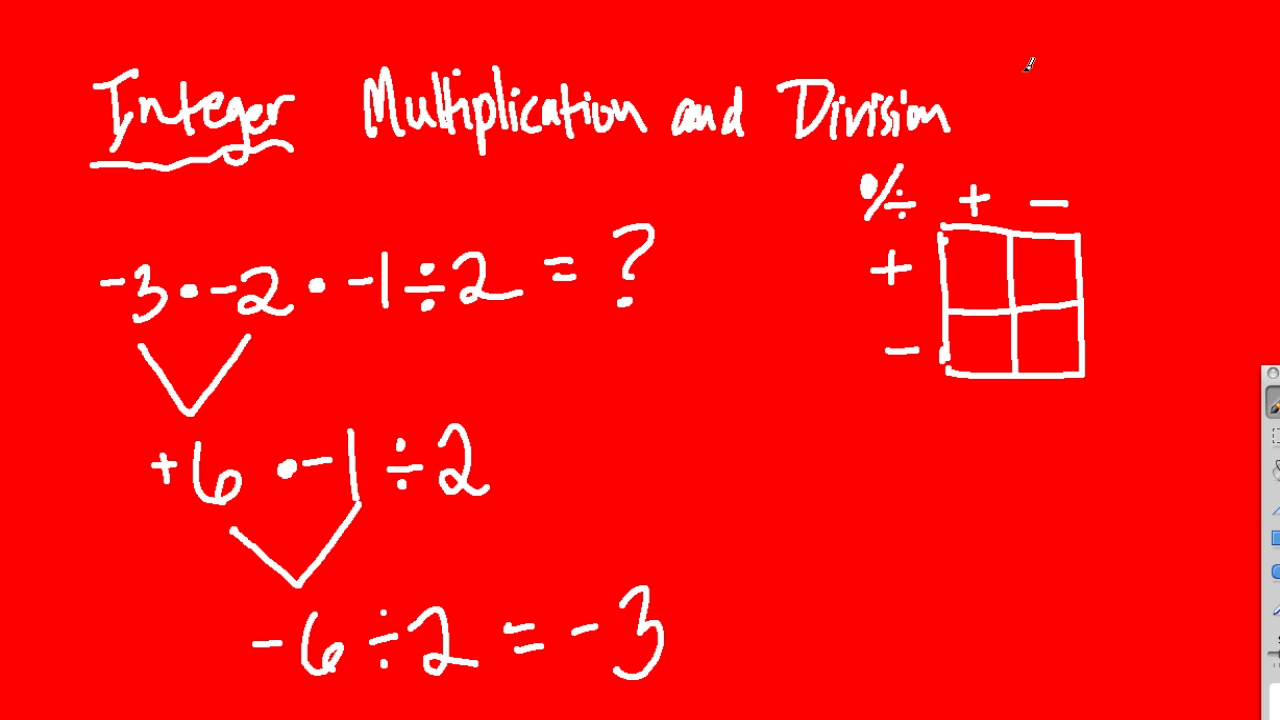 Integer Multiplication and Division
•/÷ + −
+
−
-3 • -2 • -1 ÷ 2 = ?
+6 • -1 ÷ 2
-6 ÷ 2 = -3